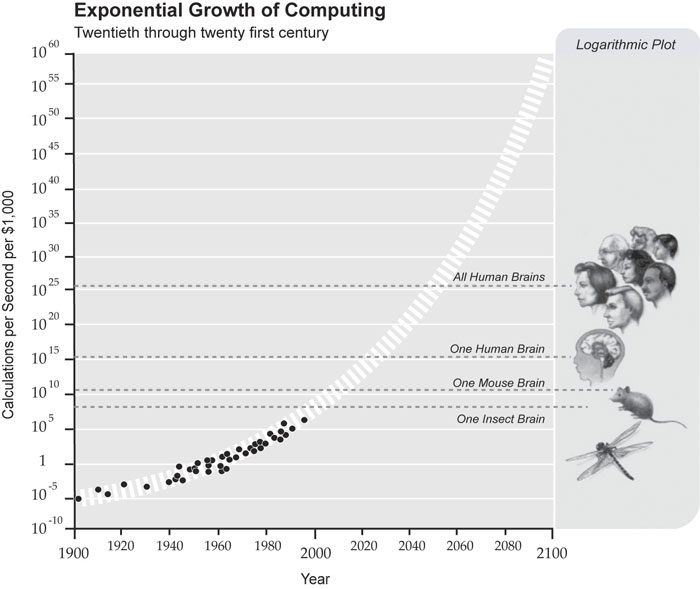 Exponential Growth of Computing
Twentieth through twenty first century
Logarithmic Plot
Calculations per Second per $1,000
10^60
10^55
10^50
10^45
10^40
10^35
10^30
10^25
10^20
10^15
10^10
10^5
1
10^-5
10^-10
All Human Brains
One Human Brain
One Mouse Brain
One Insect Brain
1900 1920 1940 1960 1980 2000 2020 2040 2060 2080 2100
Year